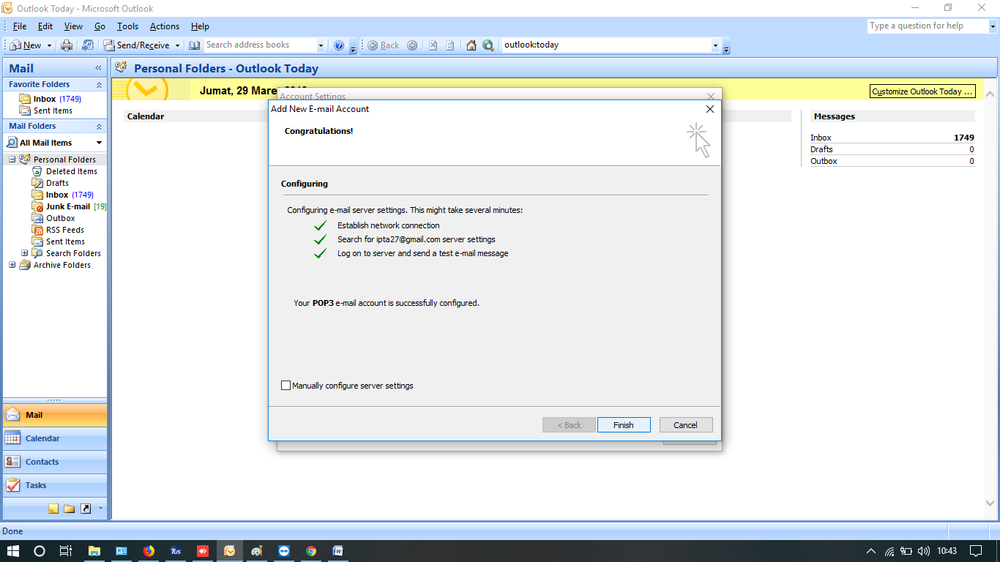 Outlook Today - Microsoft Outlook
File Edit View Go Tools Actions Help
Type a question for help
New Send/Receive Search address books Back outlook:today
Mail «
Personal Folders - Outlook Today
Favorite Folders
Inbox (1749)
Sent Items
Mail Folders
All Mail Items
Personal Folders
Deleted Items
Drafts
Inbox (1749)
Junk E-mail [19]
Outbox
RSS Feeds
Sent Items
Search Folders
Archive Folders
Mail
Calendar
Contacts
Tasks
Jumat, 29 Mare
Customize Outlook Today ...
Calendar
Messages
Inbox 1749
Drafts 0
Outbox 0
Account Settings
Add New E-mail Account
Congratulations!
Configuring
Configuring e-mail server settings. This might take several minutes:
Establish network connection
Search for ipta27@gmail.com server settings
Log on to server and send a test e-mail message
Your POP3 e-mail account is successfully configured.
Manually configure server settings
< Back Finish Cancel
Done
Tus
10:43